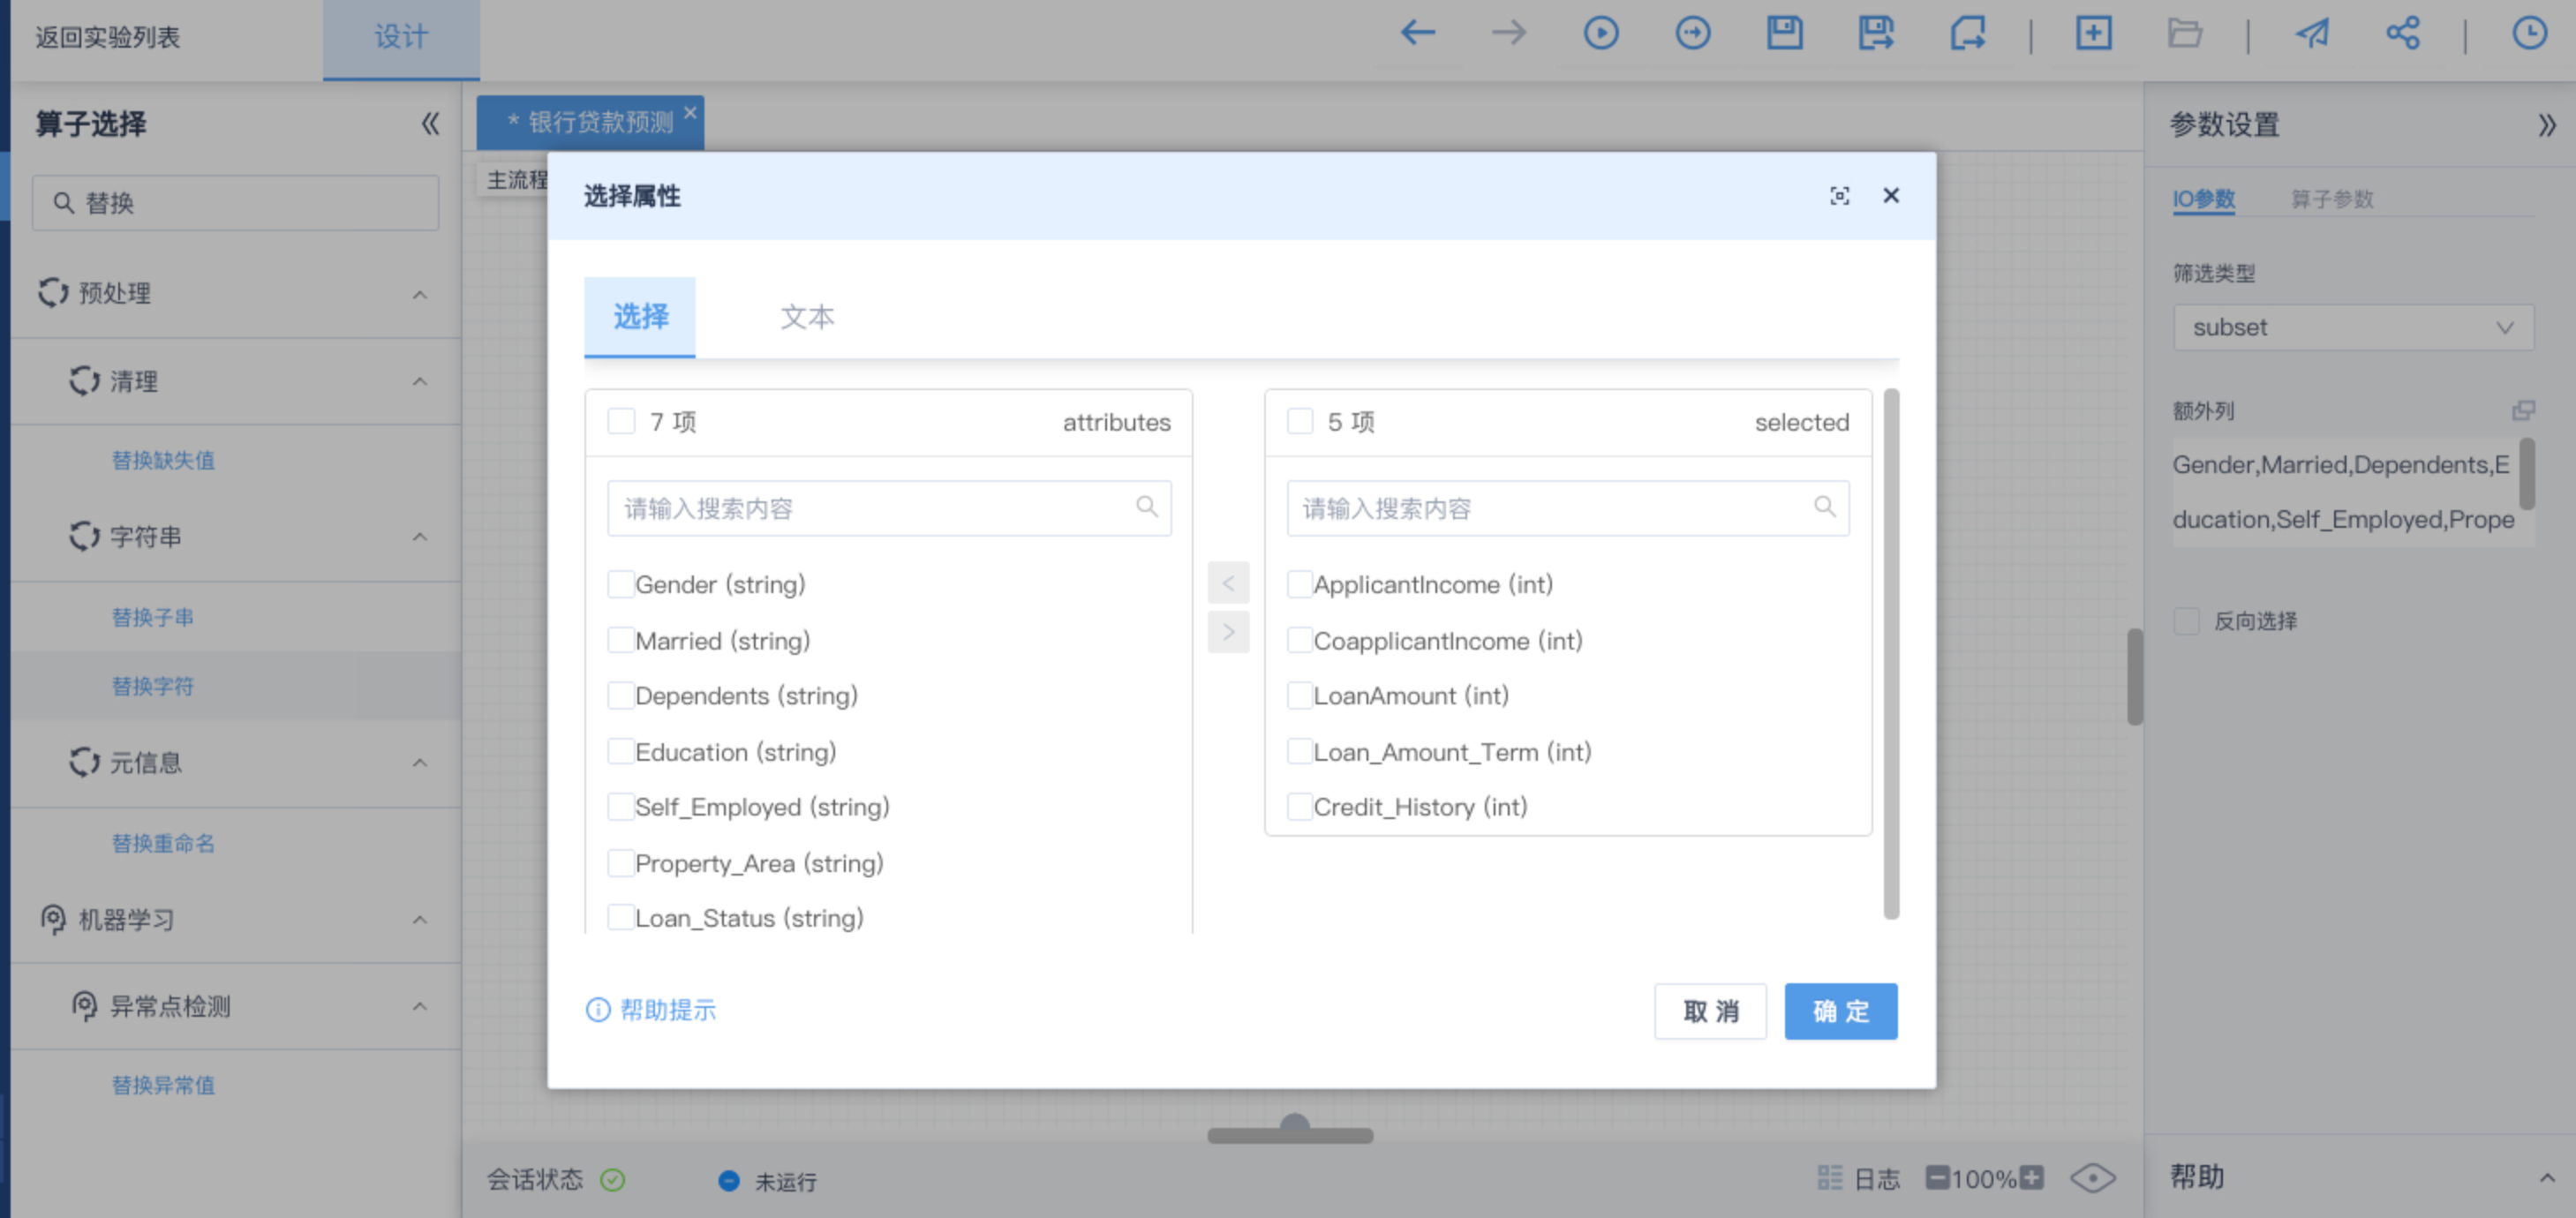 返回实验列表
设计
算子选择
替换
预处理
清理
替换缺失值
字符串
替换子串
替换字符
元信息
替换重命名
机器学习
异常点检测
替换异常值
* 银行贷款预测
主流程
选择属性
选择
文本
7 项
attributes
请输入搜索内容
Gender (string)
Married (string)
Dependents (string)
Education (string)
Self_Employed (string)
Property_Area (string)
Loan_Status (string)
5 项
selected
请输入搜索内容
ApplicantIncome (int)
CoapplicantIncome (int)
LoanAmount (int)
Loan_Amount_Term (int)
Credit_History (int)
帮助提示
取 消
确 定
会话状态
未运行
日志
100%
参数设置
IO参数
算子参数
筛选类型
subset
额外列
Gender,Married,Dependents,E
ducation,Self_Employed,Prope
反向选择
帮助